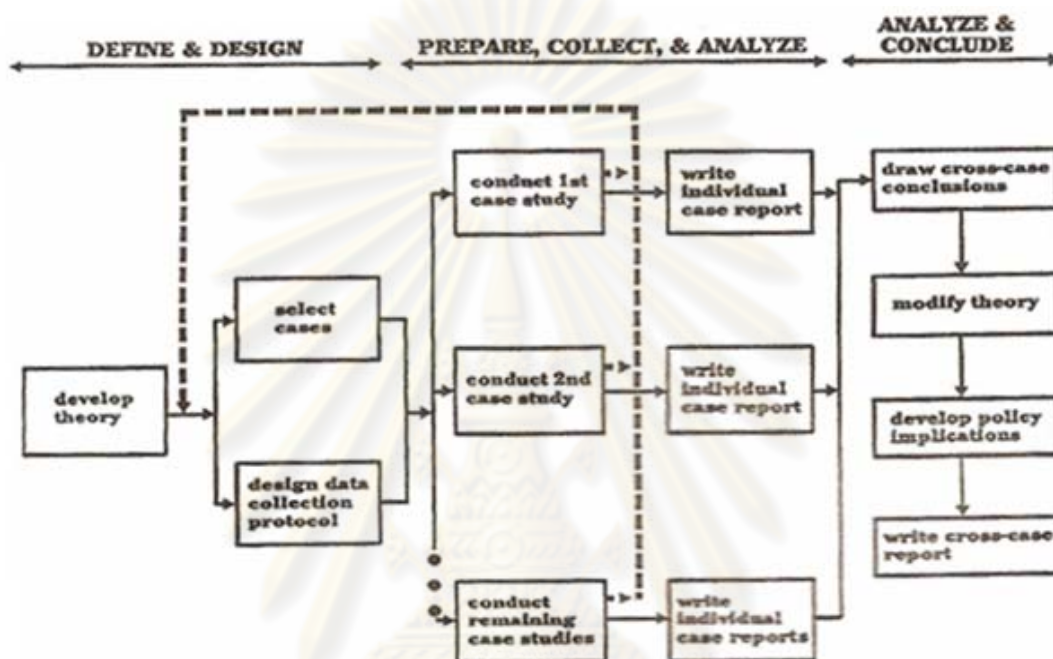 DEFINE & DESIGN
PREPARE, COLLECT, & ANALYZE
ANALYZE &
CONCLUDE
develop
theory
select
cases
design data
collection
protocol
conduct 1st
case study
write
individual
case report
conduct 2nd
case study
write
individual
case report
conduct
remaining
case studies
write
individual
case reports
draw cross-case
conclusions
modify theory
develop policy
implications
write cross-case
report